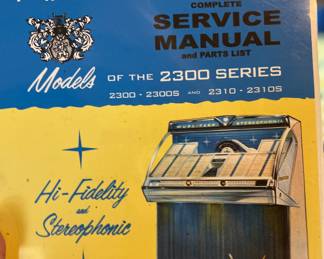 COMPLETE
SERVICE
MANUAL
and PARTS LIST
Models OF THE 2300 SERIES
2300 - 2300S AND 2310 - 2310S
Hi-Fidelity
and
Stereophonic